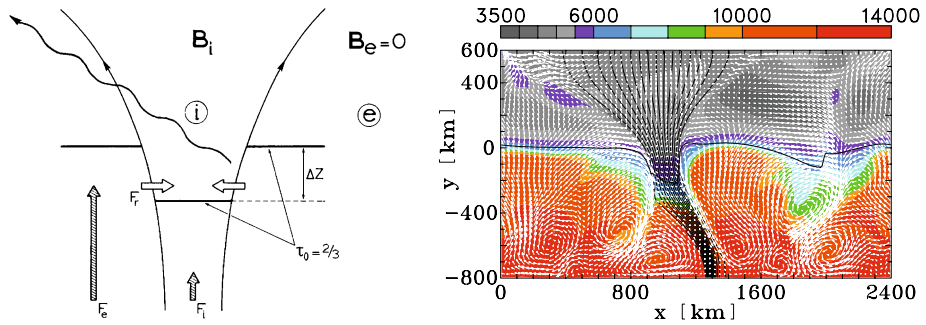 B_i
B_e=0
i
e
ΔZ
F_r
τ_0=2/3
F_e
F_i
3500 6000 10000 14000
600
400
0
−400
−800
y [km]
0 800 1600 2400
x [km]